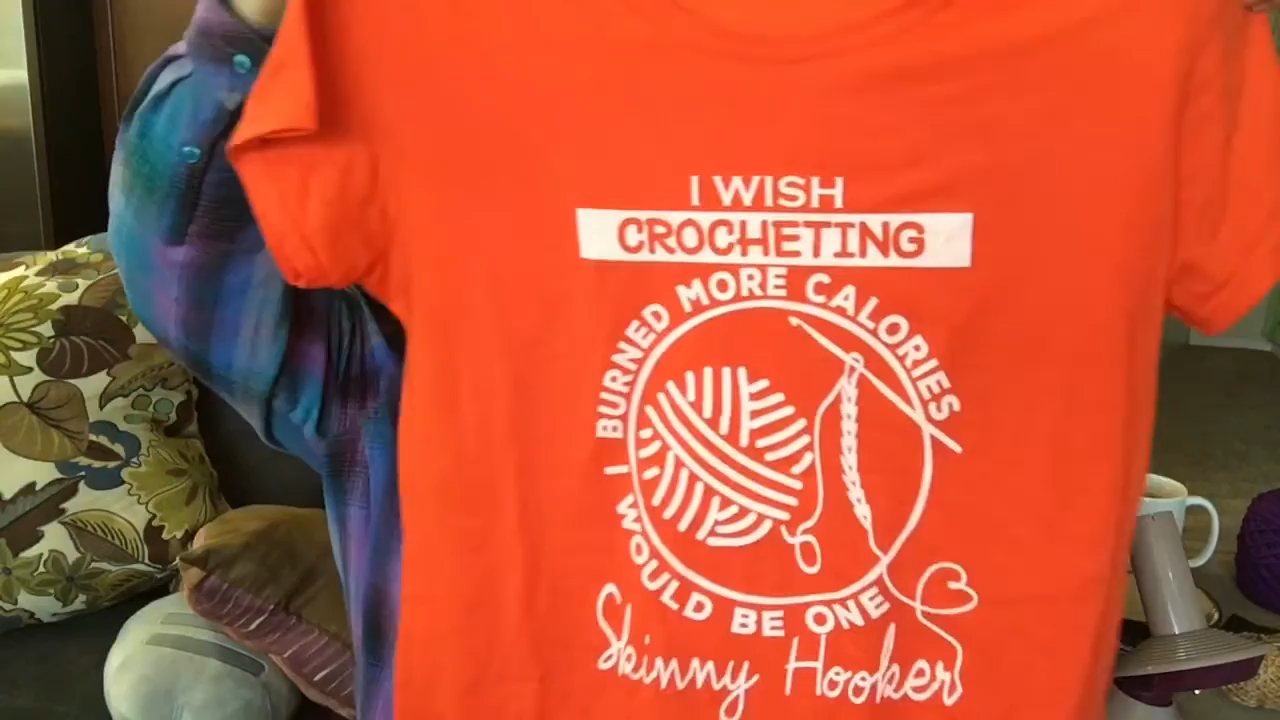 I WISH
CROCHETING
I BURNED MORE CALORIES
I WOULD BE ONE
Skinny Hooker